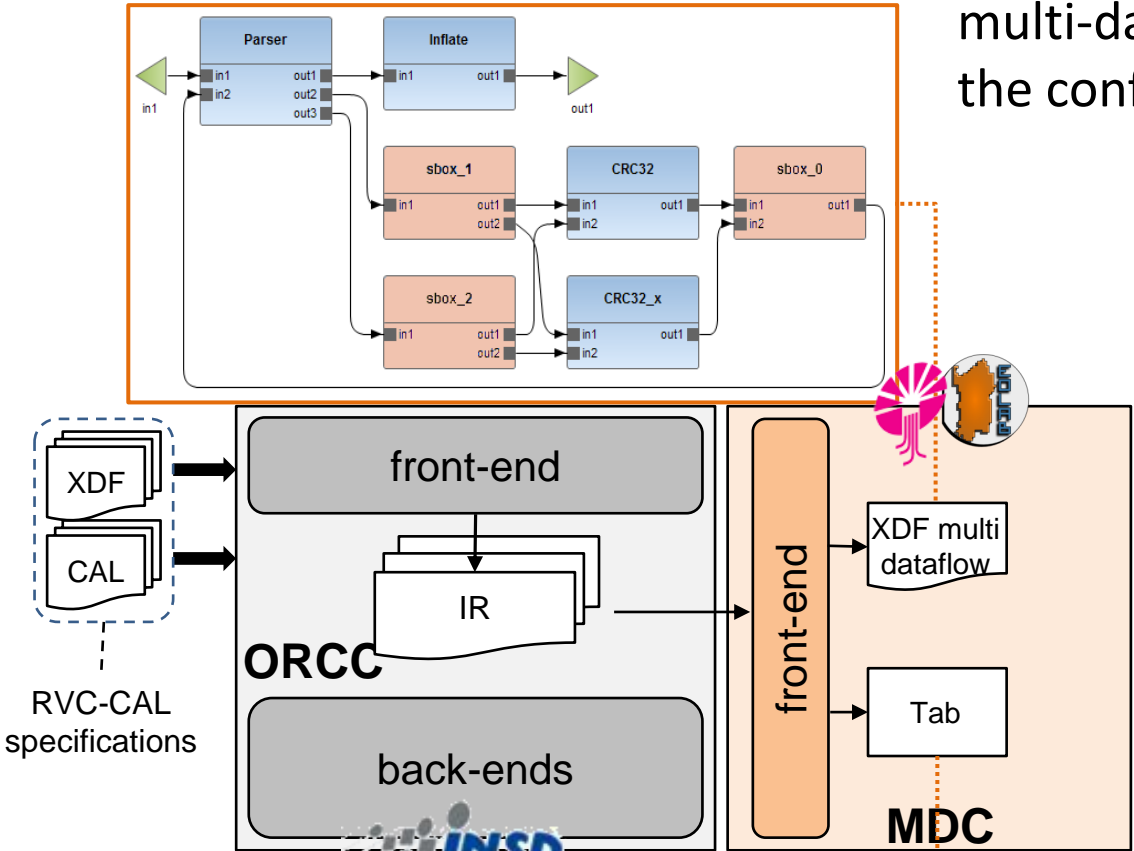 multi-da
the conf
Parser
in1 out1
in2 out2
out3
Inflate
in1 out1
in1
out1
sbox_1
in1 out1
out2
CRC32
in1 out1
in2
sbox_0
in1 out1
in2
sbox_2
in1 out1
out2
CRC32_x
in1 out1
in2
EOLAB
XDF
CAL
RVC-CAL
specifications
front-end
IR
ORCC
back-ends
front-end
XDF multi
dataflow
Tab
MDC